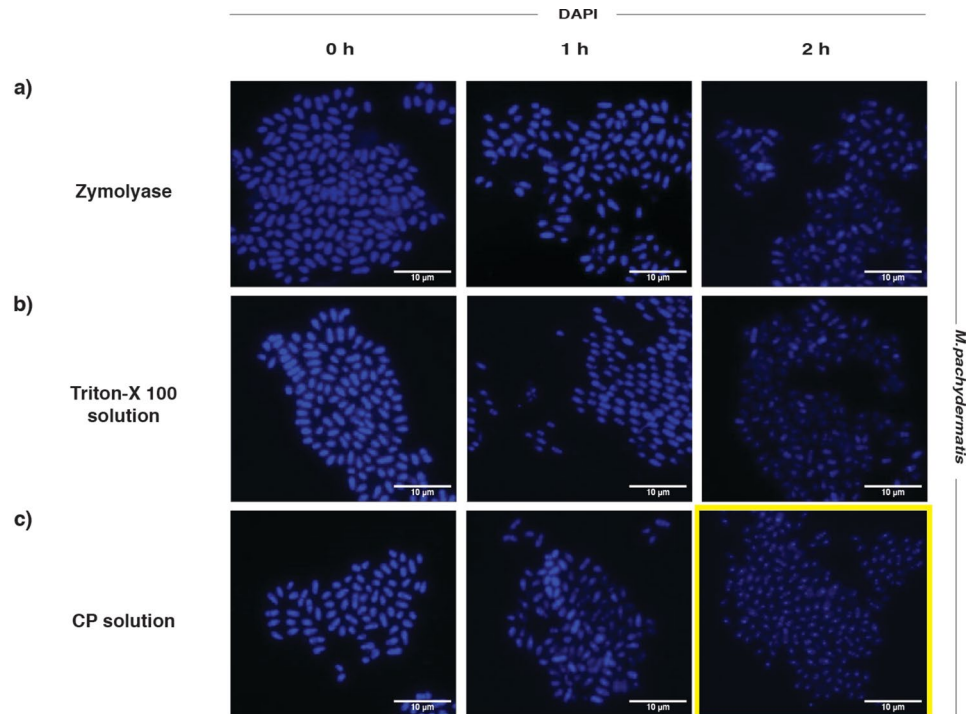 DAPI
0 h
1 h
2 h
a)
Zymolyase
10 µm
10 µm
10 µm
b)
Triton-X 100
solution
10 µm
10 µm
10 µm
c)
CP solution
10 µm
10 µm
10 µm
M.pachydermatis